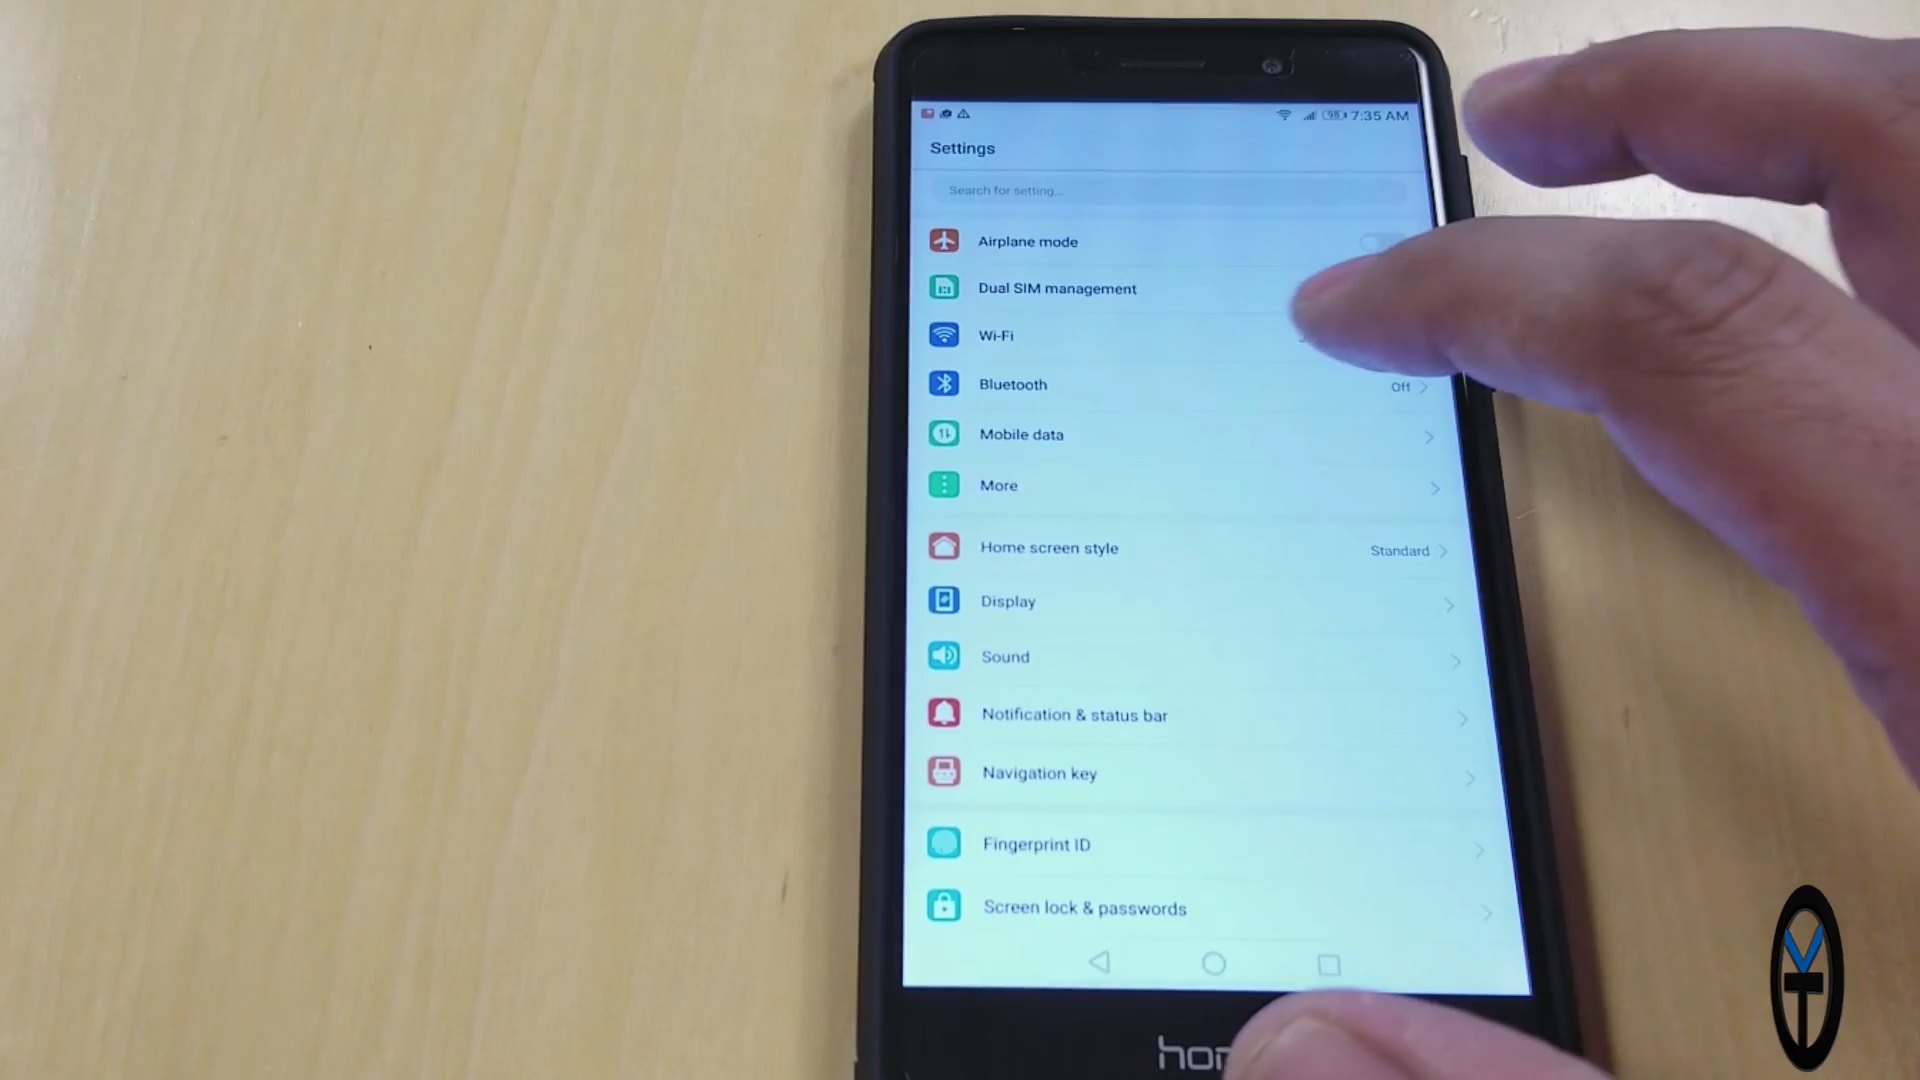 98 7:35 AM
Settings
Search for setting...
Airplane mode
Dual SIM management
Wi-Fi
Bluetooth Off
Mobile data
More
Home screen style Standard
Display
Sound
Notification & status bar
Navigation key
Fingerprint ID
Screen lock & passwords